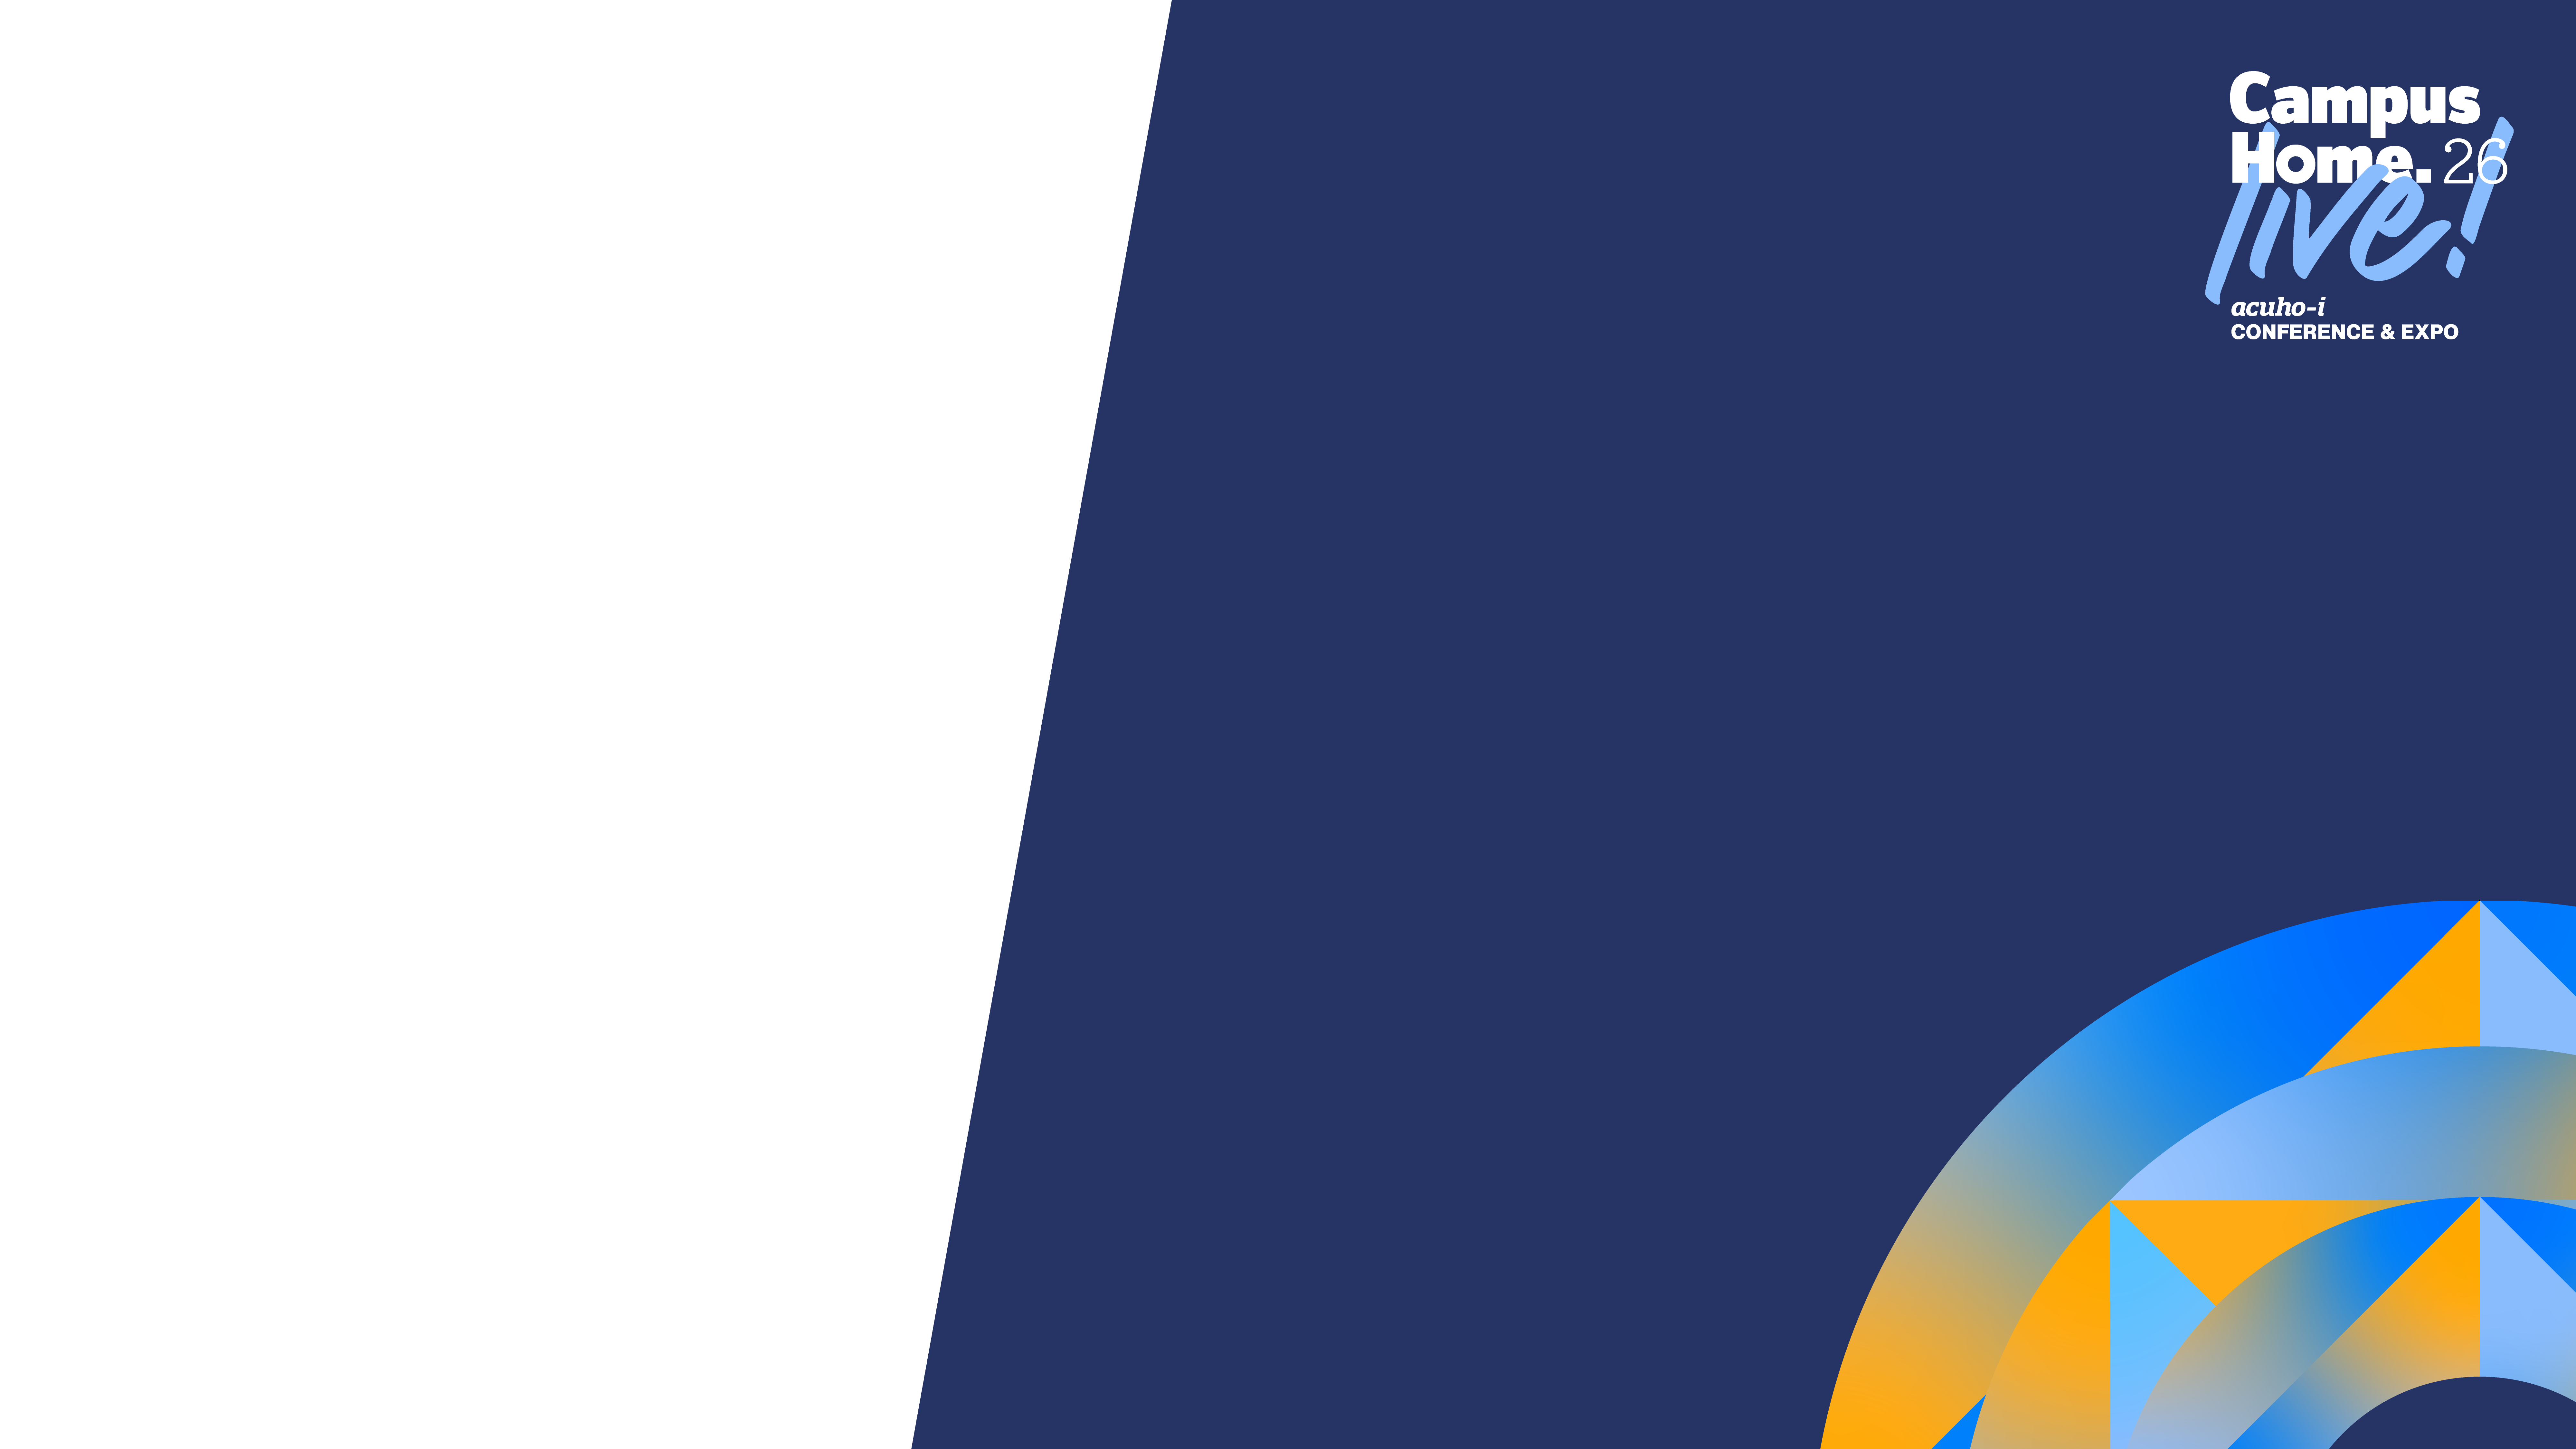 Campus
Home. 26
live!
acuho-i
CONFERENCE & EXPO